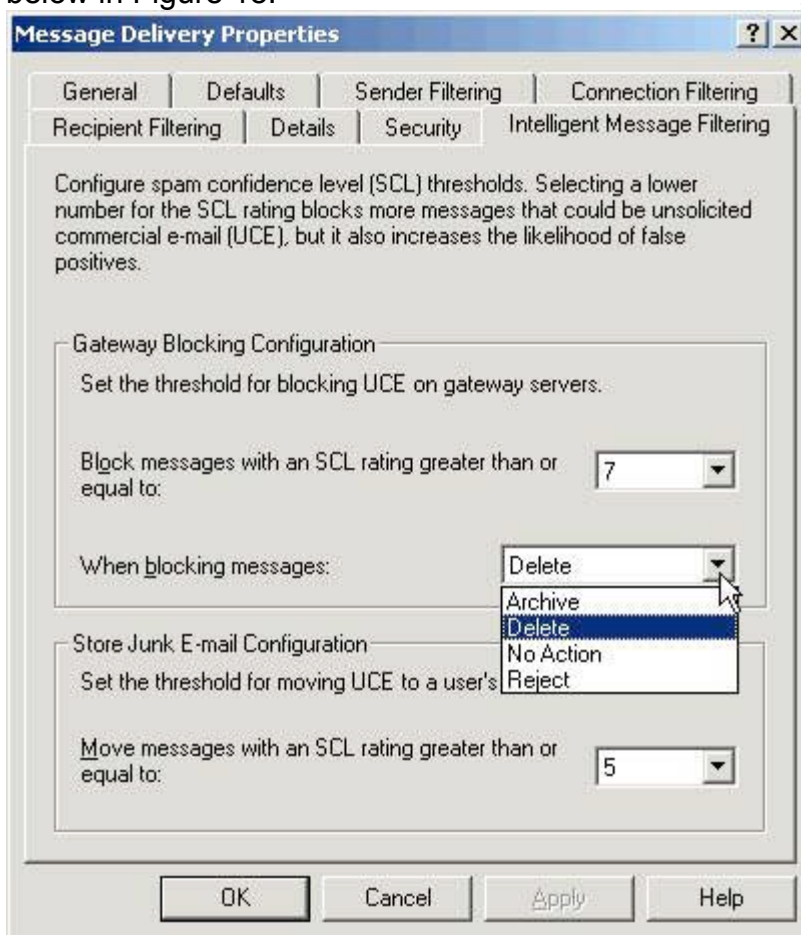 below in Figure 18.
Message Delivery Properties
General Defaults Sender Filtering Connection Filtering
Recipient Filtering Details Security Intelligent Message Filtering
Configure spam confidence level (SCL) thresholds. Selecting a lower
number for the SCL rating blocks more messages that could be unsolicited
commercial e-mail (UCE), but it also increases the likelihood of false
positives.
Gateway Blocking Configuration
Set the threshold for blocking UCE on gateway servers.
Block messages with an SCL rating greater than or
equal to:
7
When blocking messages:
Delete
Archive
Delete
No Action
Reject
Store Junk E-mail Configuration
Set the threshold for moving UCE to a user's
Move messages with an SCL rating greater than or
equal to:
5
OK Cancel Apply Help